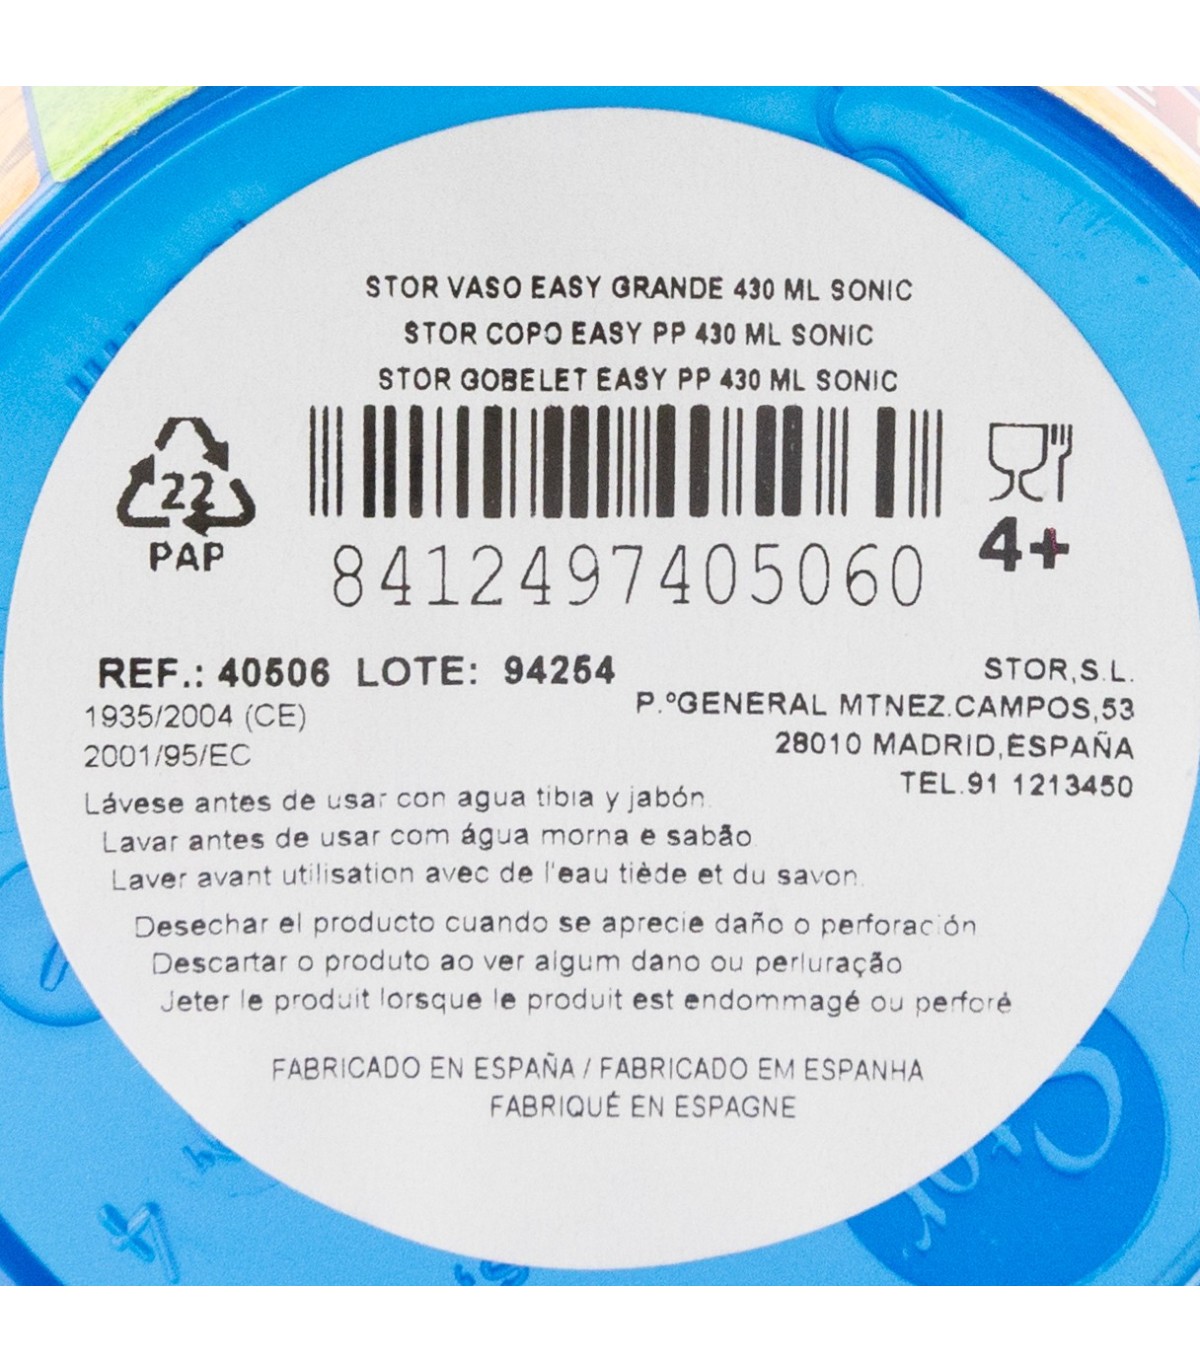 STOR VASO EASY GRANDE 430 ML SONIC
STOR COPO EASY PP 430 ML SONIC
STOR GOBELET EASY PP 430 ML SONIC
22
PAP
8412497405060
4+
REF.: 40506 LOTE: 94254
1935/2004 (CE)
2001/95/EC
STOR,S.L.
P.ºGENERAL MTNEZ.CAMPOS,53
28010 MADRID,ESPAÑA
TEL.91 1213450
Lávese antes de usar con agua tibia y jabón.
Lavar antes de usar com água morna e sabão
Laver avant utilisation avec de l'eau tiède et du savon.
Desechar el producto cuando se aprecie daño o perforación
Descartar o produto ao ver algum dano ou perluração
Jeter le produit lorsque le produit est endommagé ou perforé
FABRICADO EN ESPAÑA / FABRICADO EM ESPANHA
FABRIQUÉ EN ESPAGNE
Stor